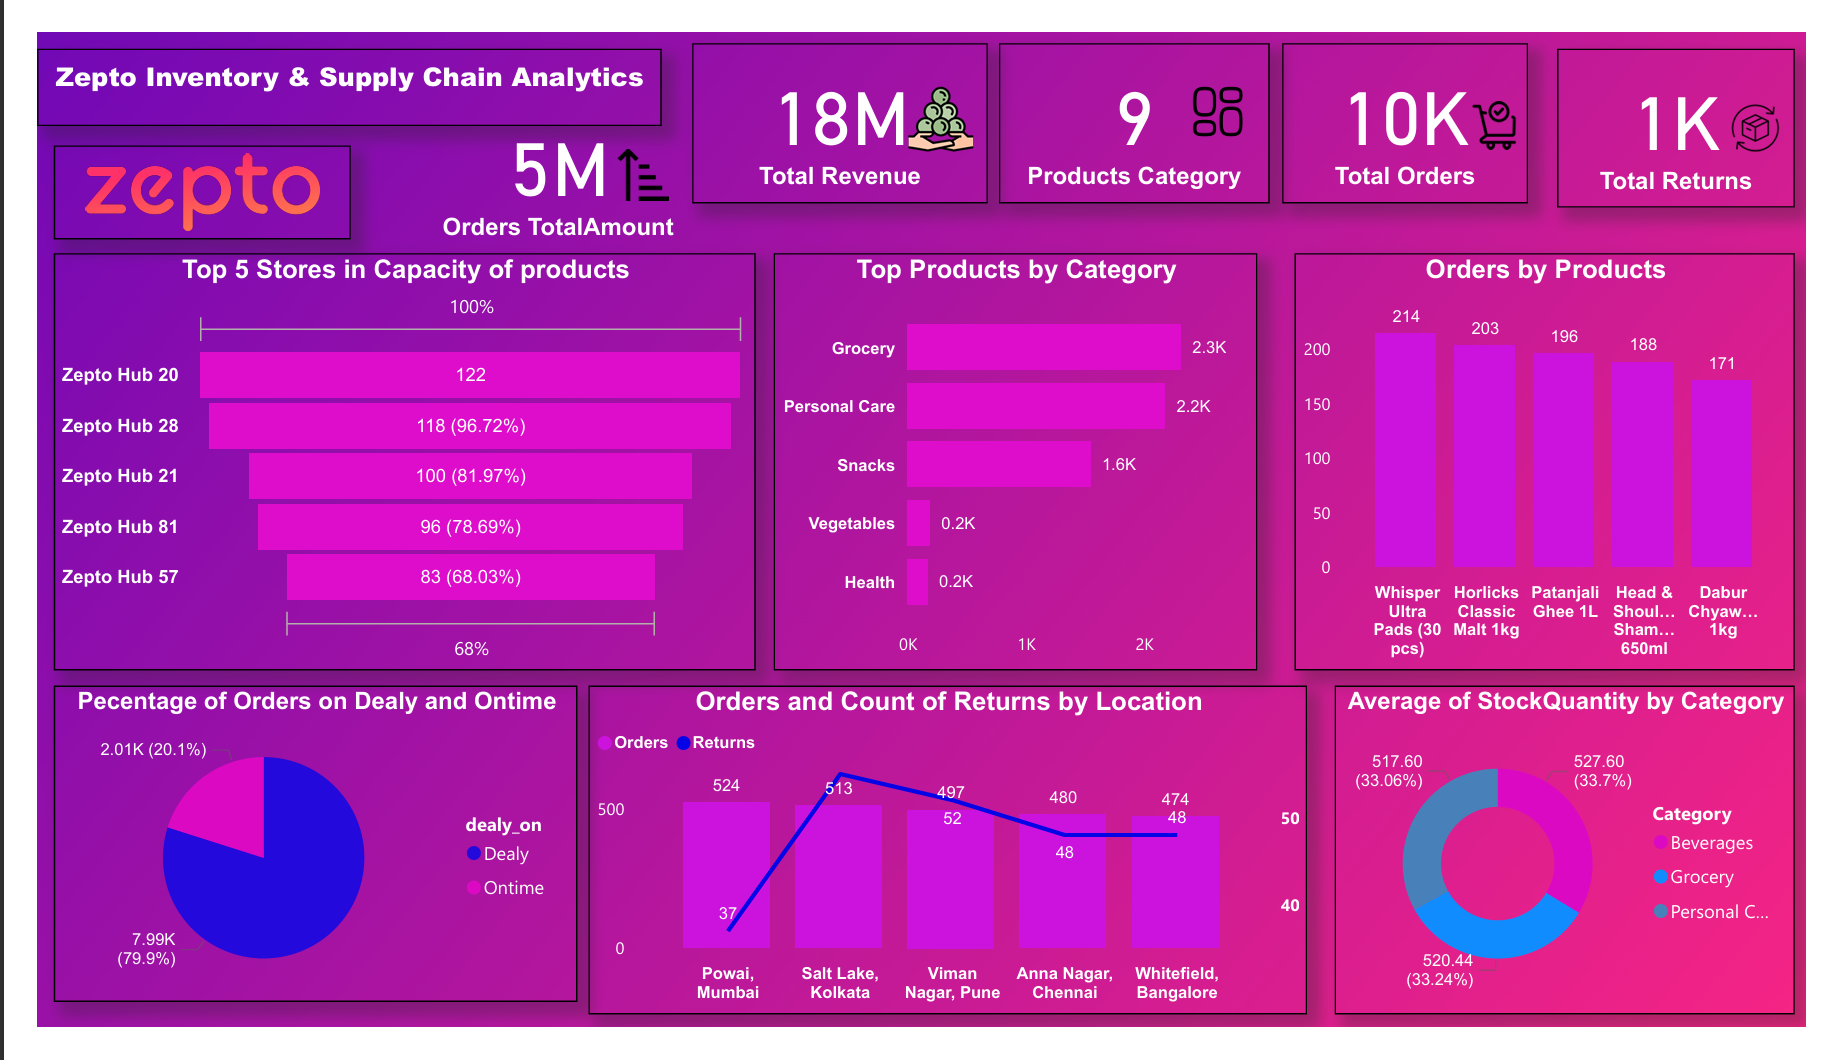 Zepto Inventory & Supply Chain Analytics
zepto
5M
Orders TotalAmount
18M
Total Revenue
9
Products Category
10K
Total Orders
1K
Total Returns
Top 5 Stores in Capacity of products
100%
Zepto Hub 20
122
Zepto Hub 28
118 (96.72%)
Zepto Hub 21
100 (81.97%)
Zepto Hub 81
96 (78.69%)
Zepto Hub 57
83 (68.03%)
68%
Top Products by Category
Grocery
2.3K
Personal Care
2.2K
Snacks
1.6K
Vegetables
0.2K
Health
0.2K
0K 1K 2K
Orders by Products
200
150
100
50
0
214
203
196
188
171
Whisper
Ultra
Pads (30
pcs)
Horlicks
Classic
Malt 1kg
Patanjali
Ghee 1L
Head &
Shoul...
Sham...
650ml
Dabur
Chyaw...
1kg
Pecentage of Orders on Dealy and Ontime
2.01K (20.1%)
7.99K
(79.9%)
dealy_on
Dealy
Ontime
Orders and Count of Returns by Location
Orders Returns
500
0
524
513
497
480
474
37
52
48
48
50
40
Powai,
Mumbai
Salt Lake,
Kolkata
Viman
Nagar, Pune
Anna Nagar,
Chennai
Whitefield,
Bangalore
Average of StockQuantity by Category
517.60
(33.06%)
527.60
(33.7%)
520.44
(33.24%)
Category
Beverages
Grocery
Personal C...